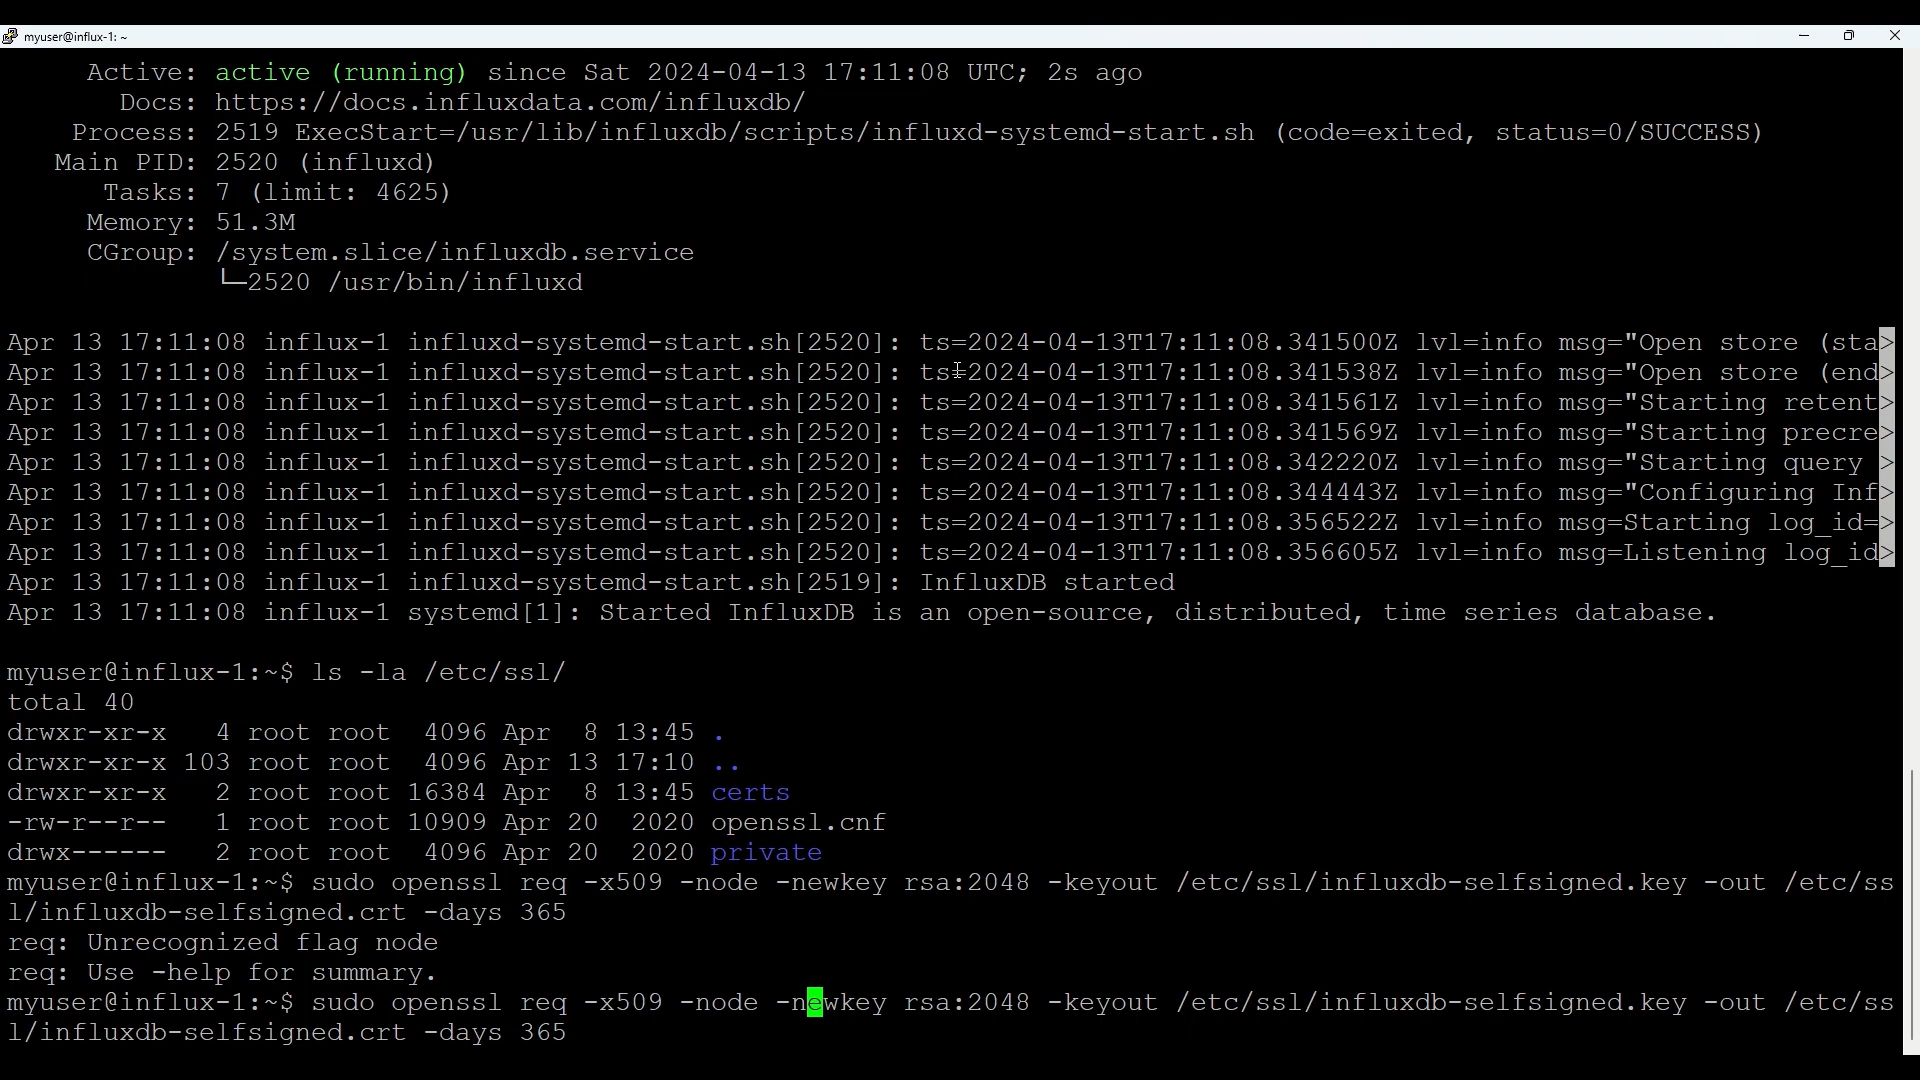 myuser@influx-1: ~
Active: active (running) since Sat 2024-04-13 17:11:08 UTC; 2s ago
Docs: https://docs.influxdata.com/influxdb/
Process: 2519 ExecStart=/usr/lib/influxdb/scripts/influxd-systemd-start.sh (code=exited, status=0/SUCCESS)
Main PID: 2520 (influxd)
Tasks: 7 (limit: 4625)
Memory: 51.3M
CGroup: /system.slice/influxdb.service
└─2520 /usr/bin/influxd
Apr 13 17:11:08 influx-1 influxd-systemd-start.sh[2520]: ts=2024-04-13T17:11:08.341500Z lvl=info msg="Open store (sta>
Apr 13 17:11:08 influx-1 influxd-systemd-start.sh[2520]: ts=2024-04-13T17:11:08.341538Z lvl=info msg="Open store (end>
Apr 13 17:11:08 influx-1 influxd-systemd-start.sh[2520]: ts=2024-04-13T17:11:08.341561Z lvl=info msg="Starting retent>
Apr 13 17:11:08 influx-1 influxd-systemd-start.sh[2520]: ts=2024-04-13T17:11:08.341569Z lvl=info msg="Starting precre>
Apr 13 17:11:08 influx-1 influxd-systemd-start.sh[2520]: ts=2024-04-13T17:11:08.342220Z lvl=info msg="Starting query >
Apr 13 17:11:08 influx-1 influxd-systemd-start.sh[2520]: ts=2024-04-13T17:11:08.344443Z lvl=info msg="Configuring Inf>
Apr 13 17:11:08 influx-1 influxd-systemd-start.sh[2520]: ts=2024-04-13T17:11:08.356522Z lvl=info msg=Starting log_id=>
Apr 13 17:11:08 influx-1 influxd-systemd-start.sh[2520]: ts=2024-04-13T17:11:08.356605Z lvl=info msg=Listening log_id>
Apr 13 17:11:08 influx-1 influxd-systemd-start.sh[2519]: InfluxDB started
Apr 13 17:11:08 influx-1 systemd[1]: Started InfluxDB is an open-source, distributed, time series database.
myuser@influx-1:~$ ls -la /etc/ssl/
total 40
drwxr-xr-x   4 root root  4096 Apr  8 13:45 .
drwxr-xr-x 103 root root  4096 Apr 13 17:10 ..
drwxr-xr-x   2 root root 16384 Apr  8 13:45 certs
-rw-r--r--   1 root root 10909 Apr 20  2020 openssl.cnf
drwx------   2 root root  4096 Apr 20  2020 private
myuser@influx-1:~$ sudo openssl req -x509 -node -newkey rsa:2048 -keyout /etc/ssl/influxdb-selfsigned.key -out /etc/ss
l/influxdb-selfsigned.crt -days 365
req: Unrecognized flag node
req: Use -help for summary.
myuser@influx-1:~$ sudo openssl req -x509 -node -newkey rsa:2048 -keyout /etc/ssl/influxdb-selfsigned.key -out /etc/ss
l/influxdb-selfsigned.crt -days 365